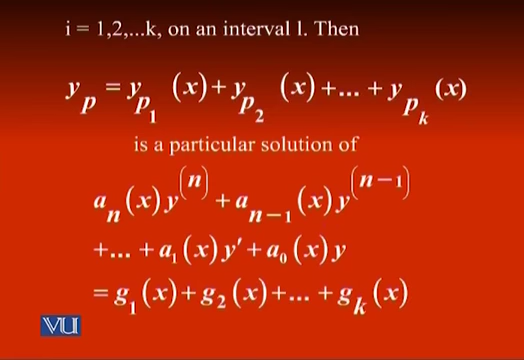 i = 1,2,...k, on an interval I. Then
y_p = y_{p_1} (x) + y_{p_2} (x) + ... + y_{p_k} (x)
is a particular solution of
a_n (x) y^{(n)} + a_{n-1} (x) y^{(n-1)}
+... + a_1 (x) y′ + a_0 (x) y
= g_1 (x) + g_2 (x) + ... + g_k (x)
VU